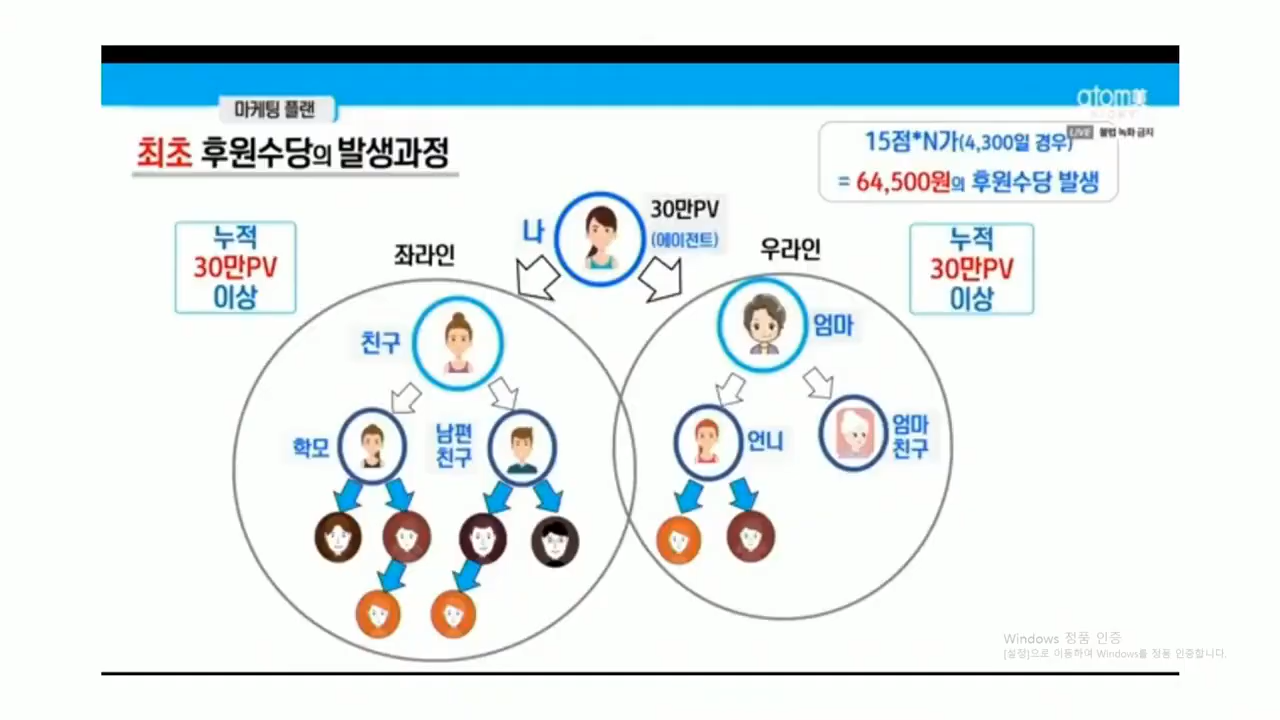 마케팅 플랜
atom美
최초 후원수당의 발생과정
LIVE 불법 녹화 금지
15점*N가(4,300일 경우)
= 64,500원의 후원수당 발생
나
30만PV
(에이전트)
누적
30만PV
이상
좌라인
우라인
누적
30만PV
이상
친구
엄마
학모
남편
친구
언니
엄마
친구
Windows 정품 인증
[설정]으로 이동하여 Windows를 정품 인증합니다.